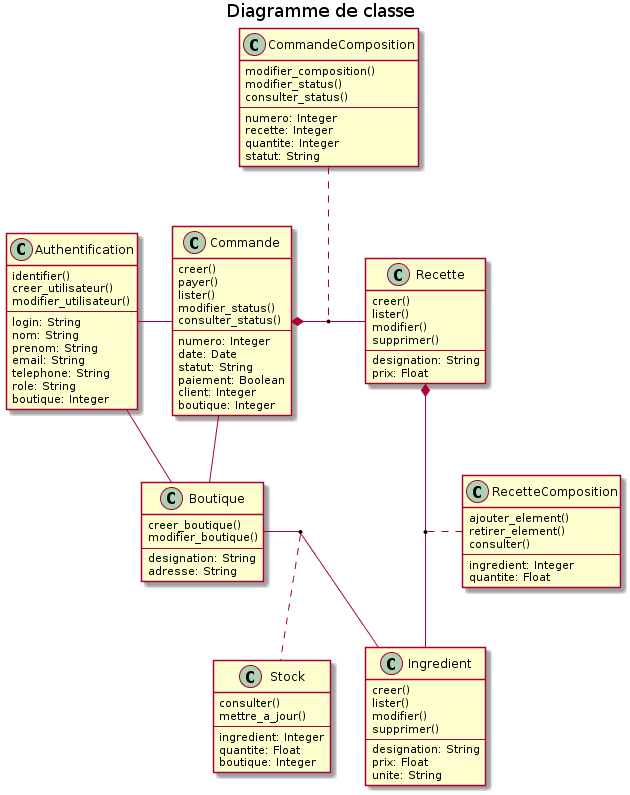 Diagramme de classe
C CommandeComposition
modifier_composition()
modifier_status()
consulter_status()
numero: Integer
recette: Integer
quantite: Integer
statut: String
C Authentification
identifier()
creer_utilisateur()
modifier_utilisateur()
login: String
nom: String
prenom: String
email: String
telephone: String
role: String
boutique: Integer
C Commande
creer()
payer()
lister()
modifier_status()
consulter_status()
numero: Integer
date: Date
statut: String
paiement: Boolean
client: Integer
boutique: Integer
C Recette
creer()
lister()
modifier()
supprimer()
designation: String
prix: Float
C Boutique
creer_boutique()
modifier_boutique()
designation: String
adresse: String
C RecetteComposition
ajouter_element()
retirer_element()
consulter()
ingredient: Integer
quantite: Float
C Stock
consulter()
mettre_a_jour()
ingredient: Integer
quantite: Float
boutique: Integer
C Ingredient
creer()
lister()
modifier()
supprimer()
designation: String
prix: Float
unite: String